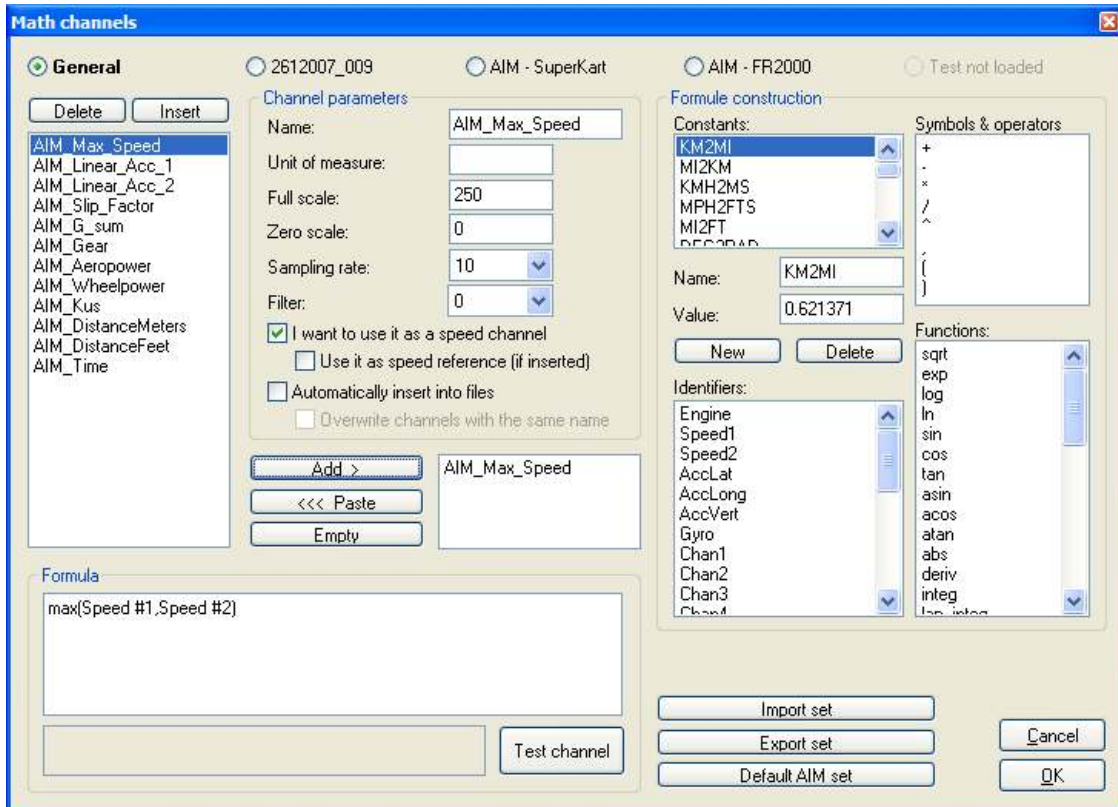 Math channels
General
2612007_009
AIM - SuperKart
AIM - FR2000
Test not loaded
Delete
Insert
AIM_Max_Speed
AIM_Linear_Acc_1
AIM_Linear_Acc_2
AIM_Slip_Factor
AIM_G_sum
AIM_Gear
AIM_Aeropower
AIM_Wheelpower
AIM_Kus
AIM_DistanceMeters
AIM_DistanceFeet
AIM_Time
Channel parameters
Name:
AIM_Max_Speed
Unit of measure:
Full scale:
250
Zero scale:
0
Sampling rate:
10
Filter:
0
I want to use it as a speed channel
Use it as speed reference (if inserted)
Automatically insert into files
Overwrite channels with the same name
Add >
<<< Paste
Empty
AIM_Max_Speed
Formula
max(Speed #1,Speed #2)
Test channel
Formule construction
Constants:
KM2MI
MI2KM
KMH2MS
MPH2FTS
MI2FT
DEG2RAD
Name:
KM2MI
Value:
0.621371
New
Delete
Identifiers:
Engine
Speed1
Speed2
AccLat
AccLong
AccVert
Gyro
Chan1
Chan2
Chan3
Chan4
Symbols & operators
+
-
*
/
^
,
(
)
Functions:
sqrt
exp
log
ln
sin
cos
tan
asin
acos
atan
abs
deriv
integ
lap_integ
Import set
Export set
Default AIM set
Cancel
OK